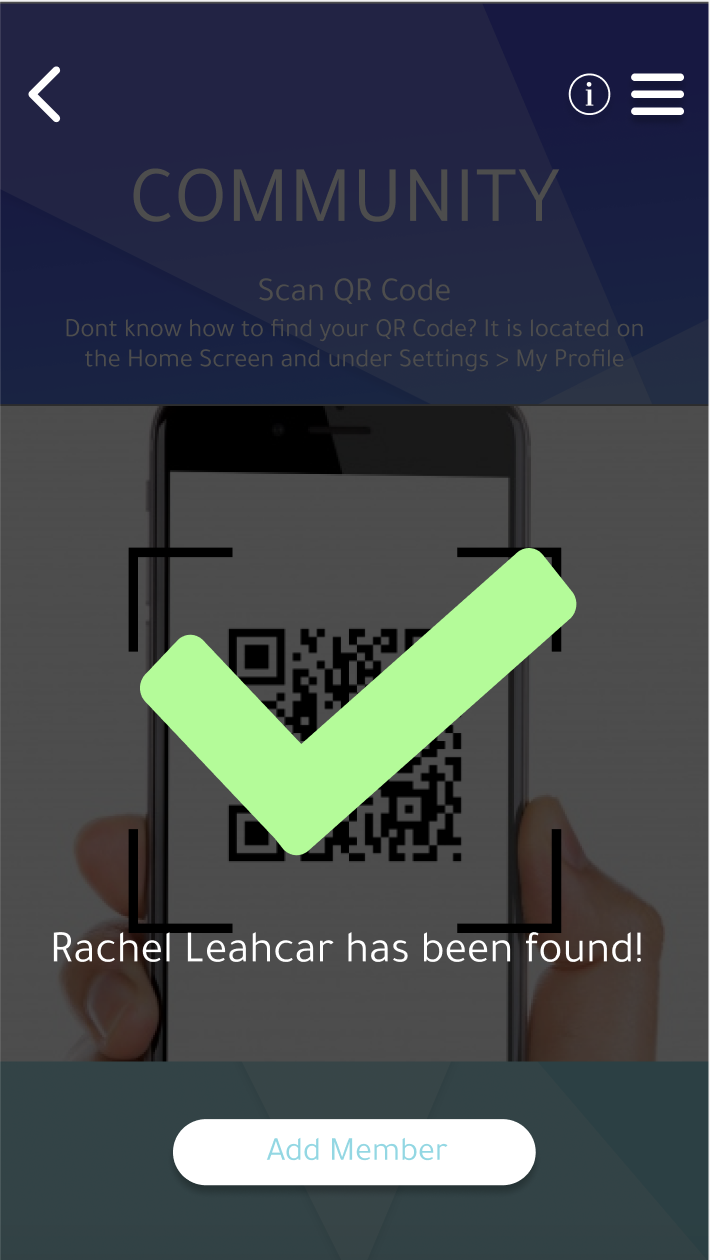 i
COMMUNITY
Scan QR Code
Dont know how to find your QR Code? It is located on
the Home Screen and under Settings > My Profile
Rachel Leahcar has been found!
Add Member